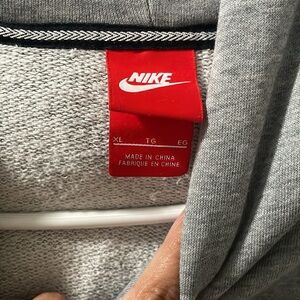 NIKE
XL TG EG
MADE IN CHINA
FABRIQUÉ EN CHINE